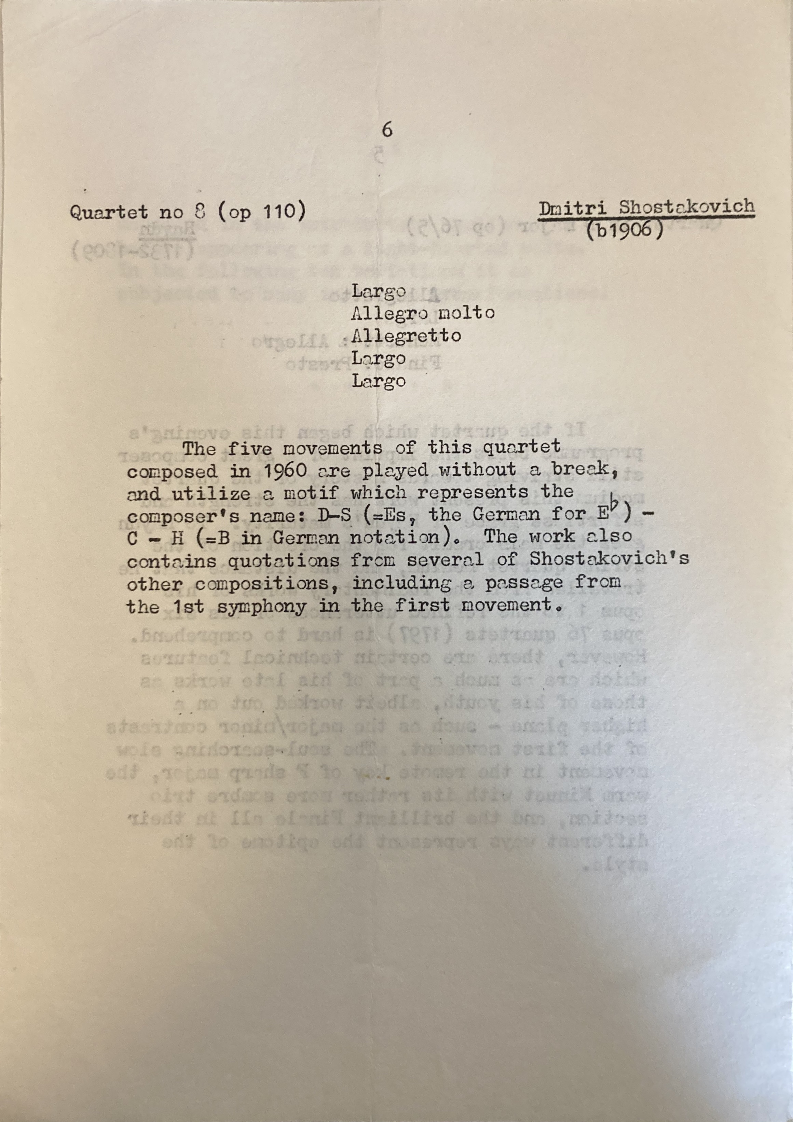 6
Quartet no 8 (op 110)
Dmitri Shostakovich
(b1906)
Largo
Allegro molto
Allegretto
Largo
Largo
The five movements of this quartet
composed in 1960 are played without a break,
and utilize a motif which represents the
composer's name: D-S (=Es, the German for E♭) -
C - H (=B in German notation). The work also
contains quotations from several of Shostakovich's
other compositions, including a passage from
the 1st symphony in the first movement.